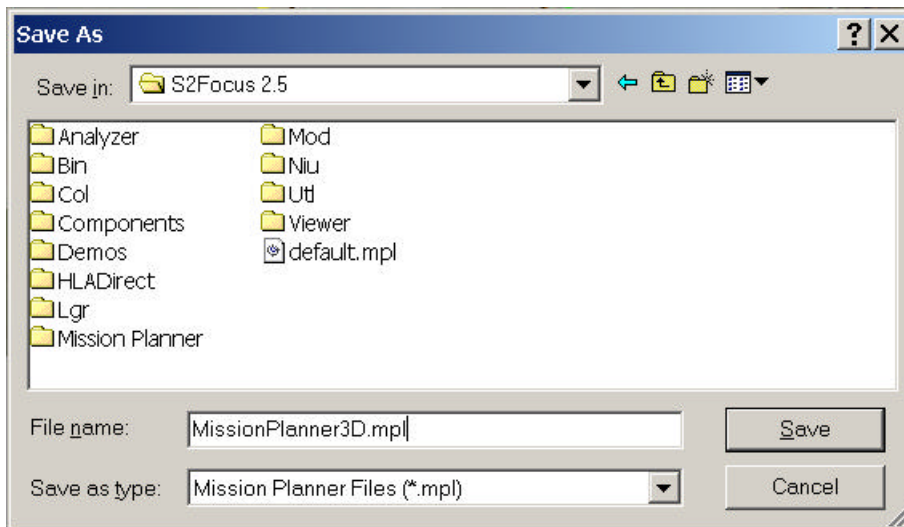 Save As
Save in: S2Focus 2.5
Analyzer
Bin
Col
Components
Demos
HLADirect
Lgr
Mission Planner
Mod
Niu
Utl
Viewer
default.mpl
File name: MissionPlanner3D.mpl
Save
Save as type: Mission Planner Files (*.mpl)
Cancel